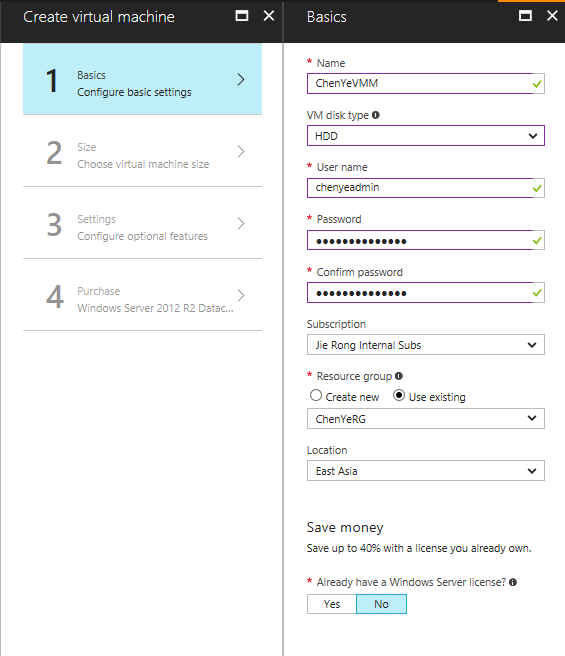 Create virtual machine
1
Basics
Configure basic settings
2
Size
Choose virtual machine size
3
Settings
Configure optional features
4
Purchase
Windows Server 2012 R2 Datac...
Basics
* Name
ChenYeVMM
VM disk type
HDD
* User name
chenyeadmin
* Password
●●●●●●●●●●●●●●
* Confirm password
●●●●●●●●●●●●●●
Subscription
Jie Rong Internal Subs
* Resource group
Create new Use existing
ChenYeRG
Location
East Asia
Save money
Save up to 40% with a license you already own.
* Already have a Windows Server license?
Yes No